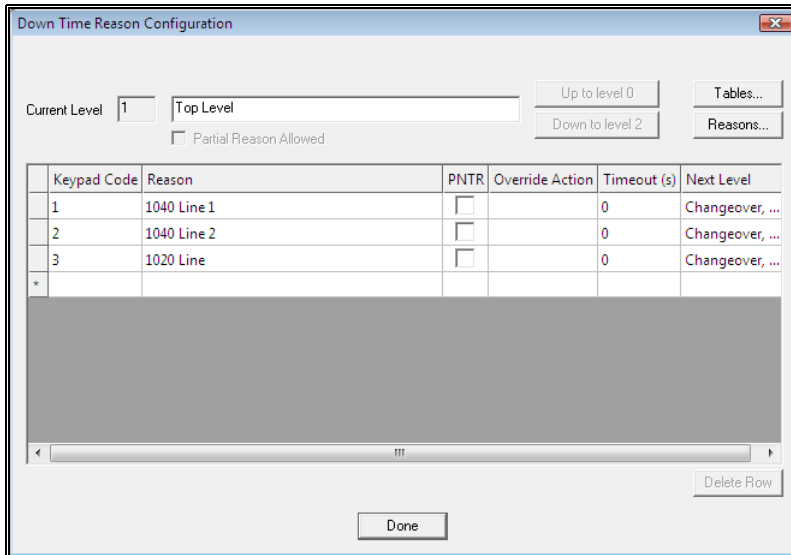 Down Time Reason Configuration
Current Level 1 Top Level Up to level 0 Tables...
Partial Reason Allowed Down to level 2 Reasons...
Keypad Code Reason PNTR Override Action Timeout (s) Next Level
1 1040 Line 1 0 Changeover, ...
2 1040 Line 2 0 Changeover, ...
3 1020 Line 0 Changeover, ...
*
Delete Row
Done